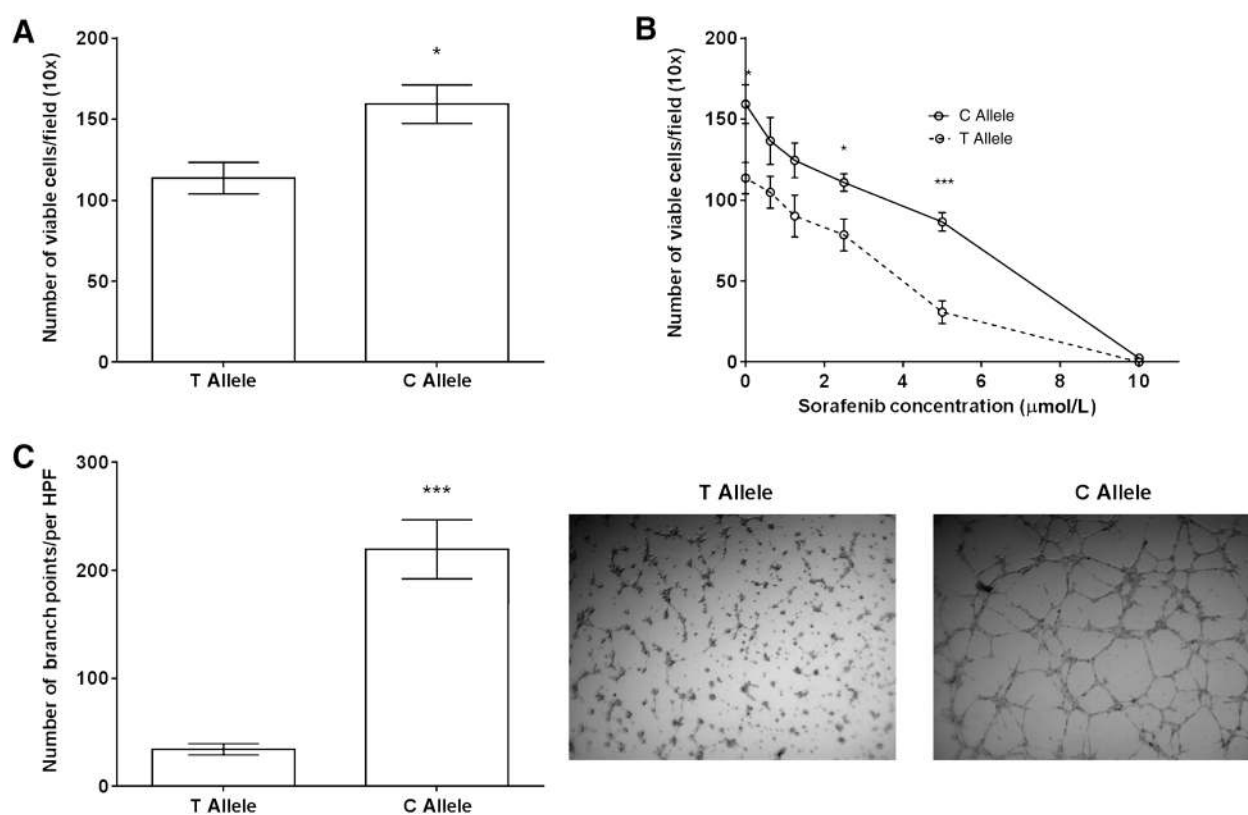 A
Number of viable cells/field (10x)
200
150
100
50
0
*
T Allele
C Allele
B
Number of viable cells/field (10x)
200
150
100
50
0
*
*
***
C Allele
T Allele
0
2
4
6
8
10
Sorafenib concentration (μmol/L)
C
Number of branch points/per HPF
300
200
100
0
***
T Allele
C Allele
T Allele
C Allele